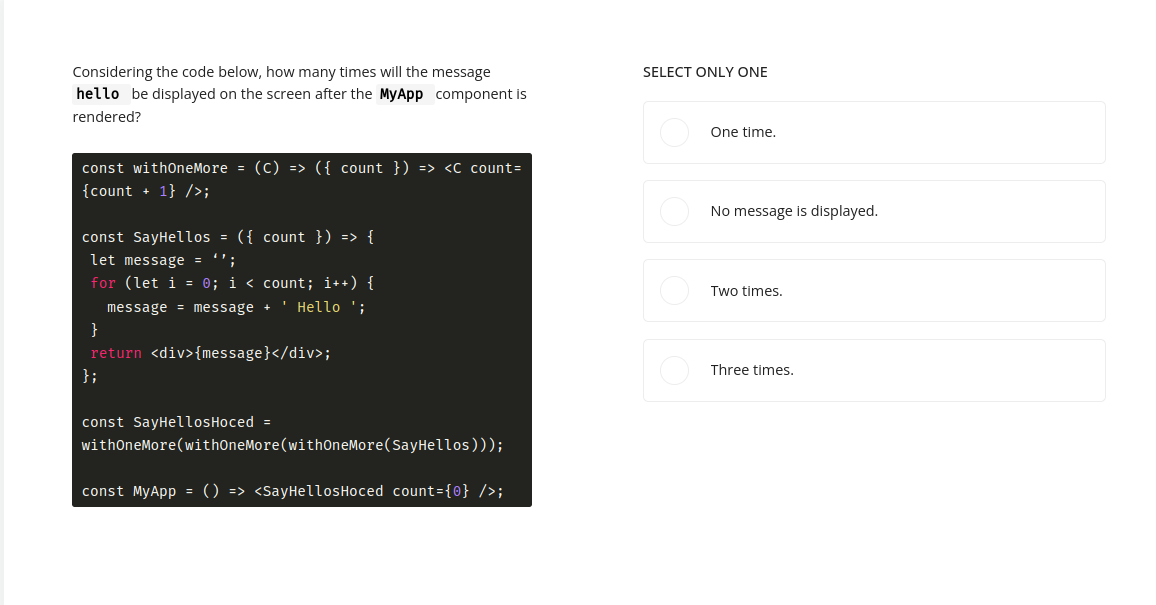 Considering the code below, how many times will the message
hello be displayed on the screen after the MyApp component is
rendered?
const withOneMore = (C) => ({ count }) => <C count=
{count + 1} />;
const SayHellos = ({ count }) => {
let message = ‘’;
for (let i = 0; i < count; i++) {
message = message + ' Hello ';
}
return <div>{message}</div>;
};
const SayHellosHoced =
withOneMore(withOneMore(withOneMore(SayHellos)));
const MyApp = () => <SayHellosHoced count={0} />;
SELECT ONLY ONE
One time.
No message is displayed.
Two times.
Three times.